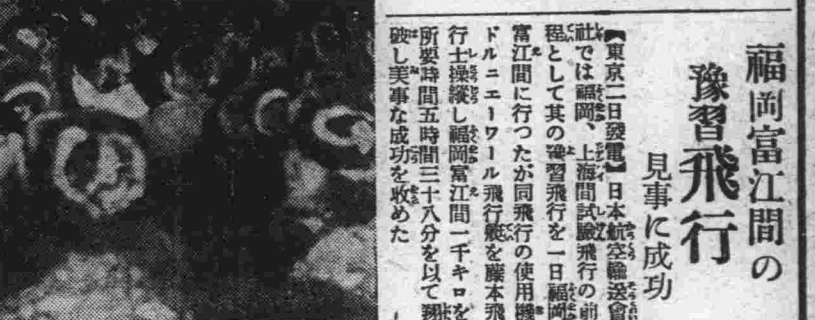 福岡富江間の
豫習飛行
見事に成功
【東京二日發電】日本航空輸送會
社では福岡、上海間試驗飛行の前
程として其の豫習飛行を一日福岡
富江間に行つたが同飛行の使用機
ドルニエーワール飛行艇を藤本飛
行士操縱し福岡富江間一千キロを
所要時間五時間三十八分を以て翔
破し美事な成功を收めた